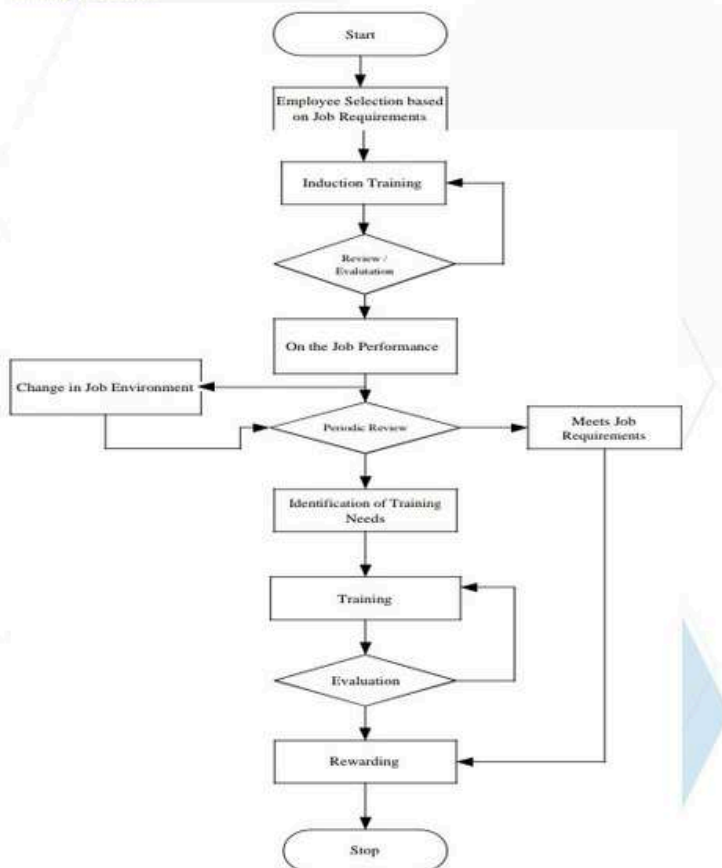 Start
Employee Selection based
on Job Requirements
Induction Training
Review /
Evalutation
On the Job Performance
Change in Job Environment
Periodic Review
Meets Job
Requirements
Identification of Training
Needs
Training
Evaluation
Rewarding
Stop